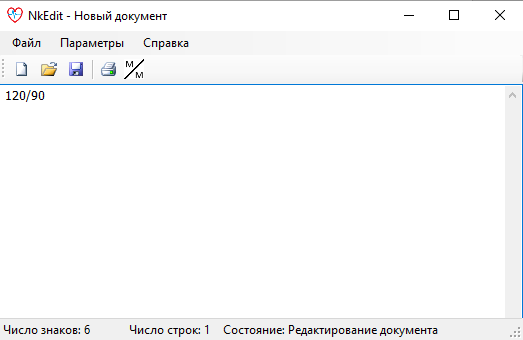 NkEdit - Новый документ
Файл Параметры Справка
М/М
120/90
Число знаков: 6 Число строк: 1 Состояние: Редактирование документа